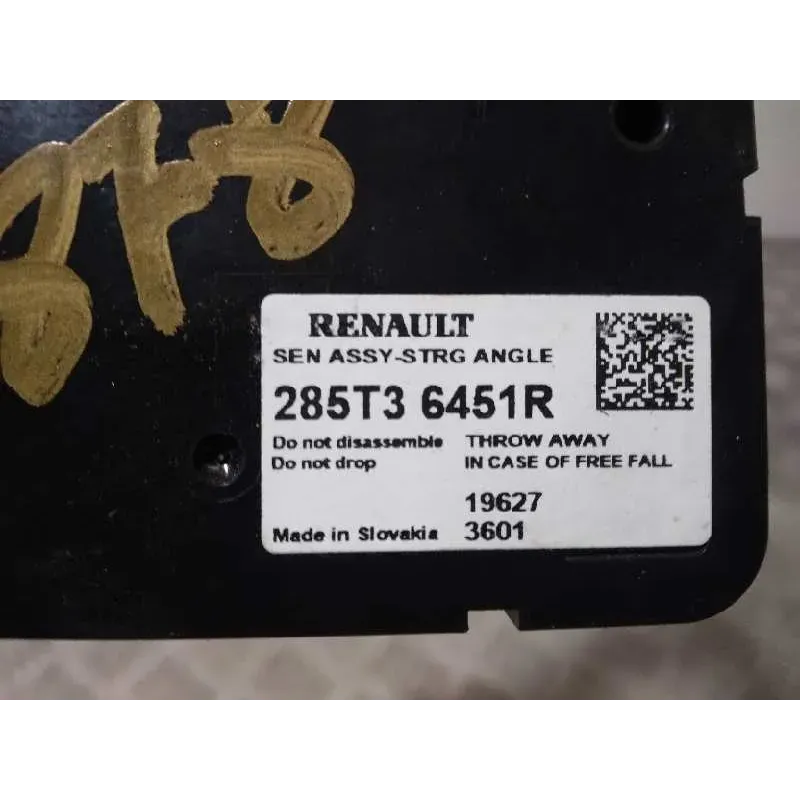 RENAULT
SEN ASSY-STRG ANGLE
285T3 6451R
Do not disassemble THROW AWAY
Do not drop IN CASE OF FREE FALL
19627
Made in Slovakia 3601